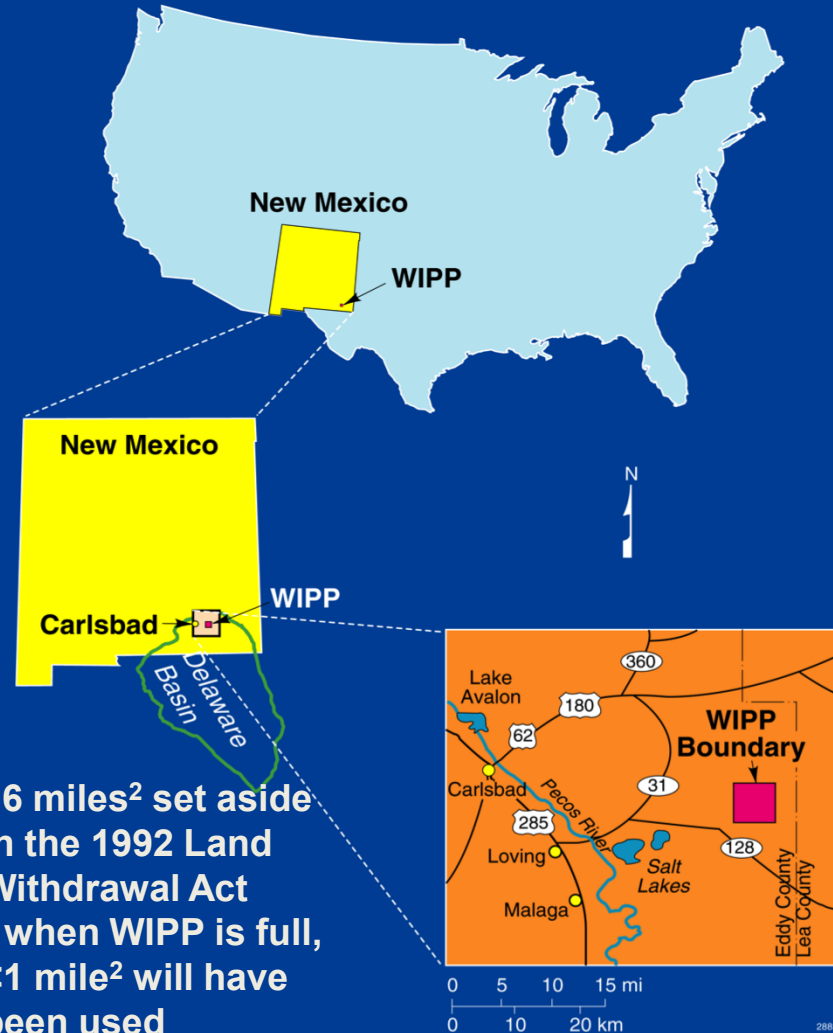 New Mexico
WIPP
New Mexico
N
WIPP
Carlsbad
Delaware
Basin
360
Lake
Avalon
180
WIPP
Boundary
62
Carlsbad
Pecos River
31
285
128
Loving
Salt
Lakes
Malaga
Eddy County
Lea County
6 miles² set aside
n the 1992 Land
Withdrawal Act
when WIPP is full,
1 mile² will have
been used
0 5 10 15 mi
0 10 20 km
288